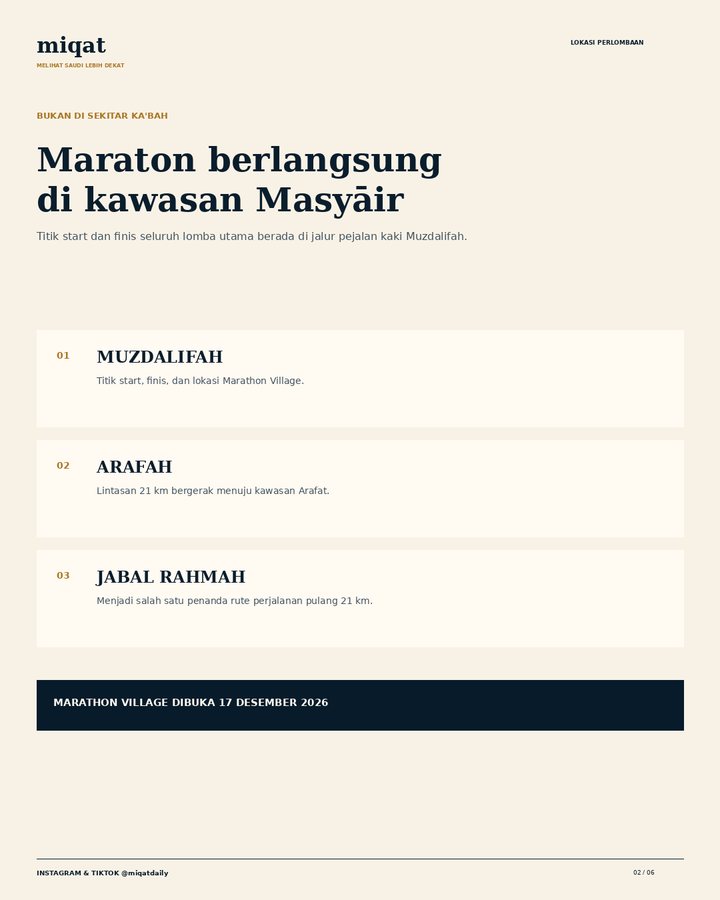 miqat
MELIHAT SAUDI LEBIH DEKAT
LOKASI PERLOMBAAN
BUKAN DI SEKITAR KA'BAH
Maraton berlangsung
di kawasan Masyāir
Titik start dan finis seluruh lomba utama berada di jalur pejalan kaki Muzdalifah.
01
MUZDALIFAH
Titik start, finis, dan lokasi Marathon Village.
02
ARAFAH
Lintasan 21 km bergerak menuju kawasan Arafat.
03
JABAL RAHMAH
Menjadi salah satu penanda rute perjalanan pulang 21 km.
MARATHON VILLAGE DIBUKA 17 DESEMBER 2026
INSTAGRAM & TIKTOK @miqatdaily
02 / 06